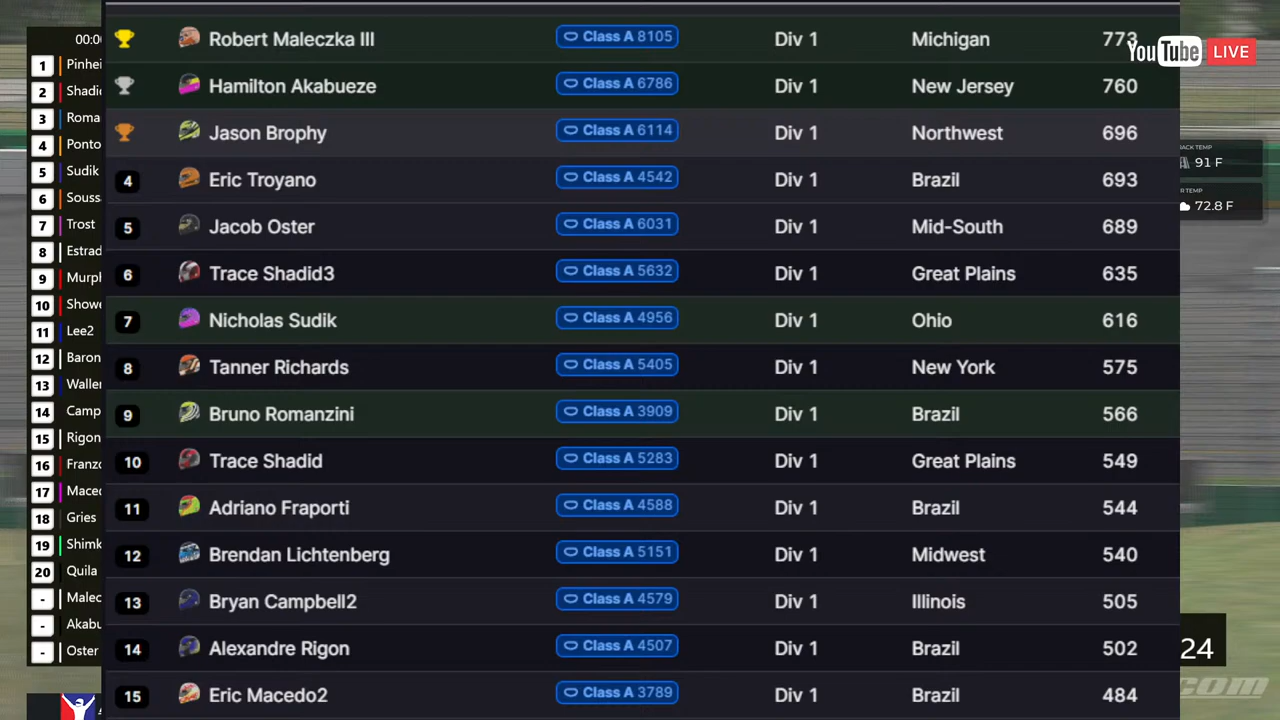 Robert Maleczka III Class A 8105 Div 1 Michigan 773
Hamilton Akabueze Class A 6786 Div 1 New Jersey 760
Jason Brophy Class A 6114 Div 1 Northwest 696
4 Eric Troyano Class A 4542 Div 1 Brazil 693
5 Jacob Oster Class A 6031 Div 1 Mid-South 689
6 Trace Shadid3 Class A 5632 Div 1 Great Plains 635
7 Nicholas Sudik Class A 4956 Div 1 Ohio 616
8 Tanner Richards Class A 5405 Div 1 New York 575
9 Bruno Romanzini Class A 3909 Div 1 Brazil 566
10 Trace Shadid Class A 5283 Div 1 Great Plains 549
11 Adriano Fraporti Class A 4588 Div 1 Brazil 544
12 Brendan Lichtenberg Class A 5151 Div 1 Midwest 540
13 Bryan Campbell2 Class A 4579 Div 1 Illinois 505
14 Alexandre Rigon Class A 4507 Div 1 Brazil 502
15 Eric Macedo2 Class A 3789 Div 1 Brazil 484
00:0
1 Pinhei
2 Shadi
3 Roma
4 Ponto
5 Sudik
6 Souss
7 Trost
8 Estrad
9 Murph
10 Showe
11 Lee2
12 Baron
13 Waller
14 Camp
15 Rigon
16 Franzo
17 Maced
18 Gries
19 Shimk
20 Quila
- Malec
- Akabu
- Oster
YouTube LIVE
RACK TEMP
91 F
R TEMP
72.8 F
24
com